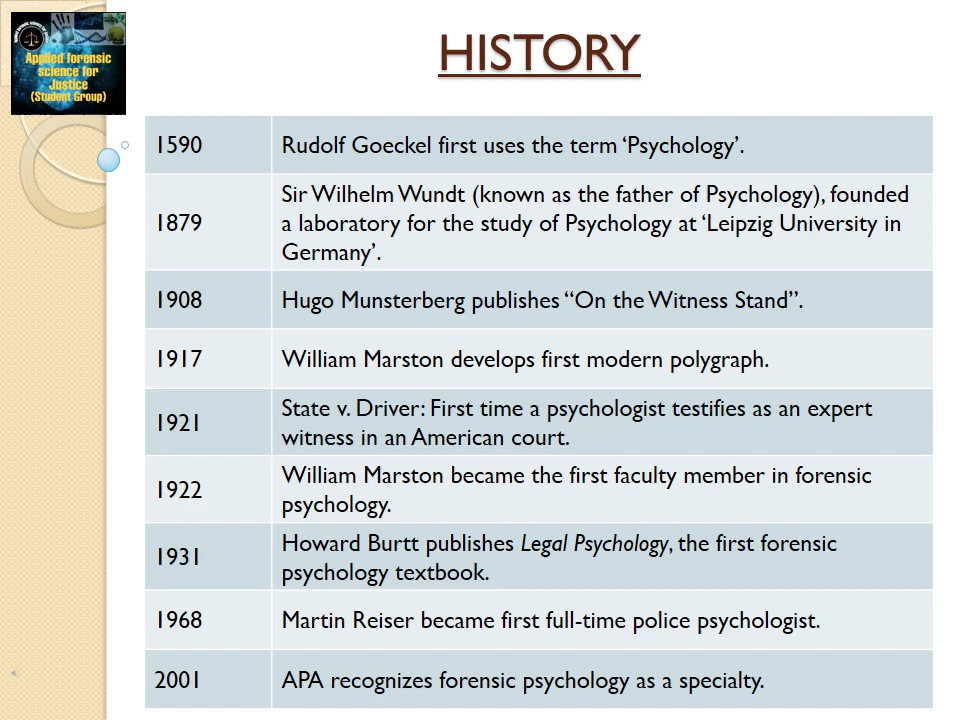 Applied forensic
science for
Justice
(Student Group)
HISTORY
1590
Rudolf Goeckel first uses the term ‘Psychology’.
1879
Sir Wilhelm Wundt (known as the father of Psychology), founded
a laboratory for the study of Psychology at ‘Leipzig University in
Germany’.
1908
Hugo Munsterberg publishes “On the Witness Stand”.
1917
William Marston develops first modern polygraph.
1921
State v. Driver: First time a psychologist testifies as an expert
witness in an American court.
1922
William Marston became the first faculty member in forensic
psychology.
1931
Howard Burtt publishes Legal Psychology, the first forensic
psychology textbook.
1968
Martin Reiser became first full-time police psychologist.
2001
APA recognizes forensic psychology as a specialty.